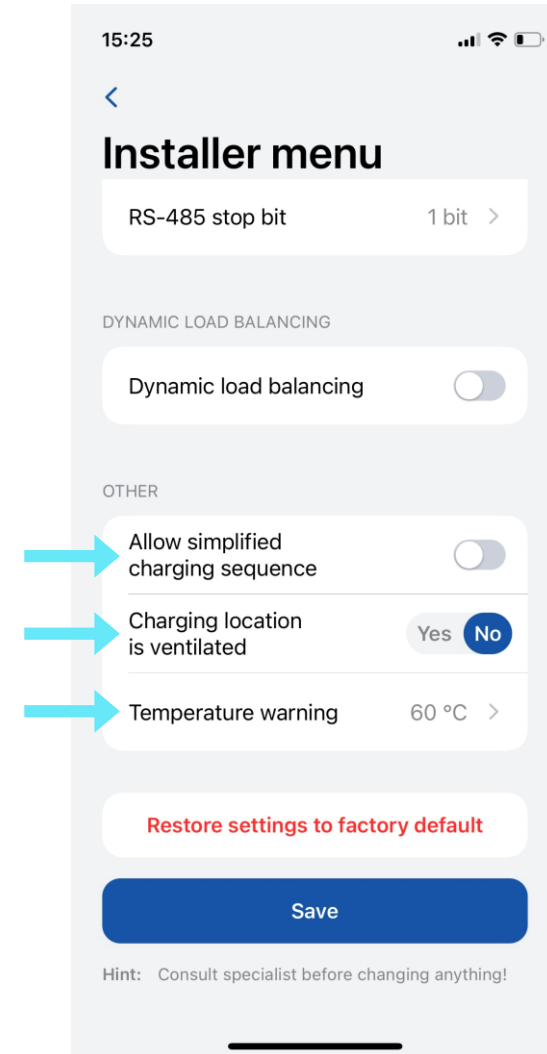 15:25
Installer menu
RS-485 stop bit 1 bit
DYNAMIC LOAD BALANCING
Dynamic load balancing
OTHER
Allow simplified
charging sequence
Charging location
is ventilated
Yes No
Temperature warning 60 °C
Restore settings to factory default
Save
Hint: Consult specialist before changing anything!